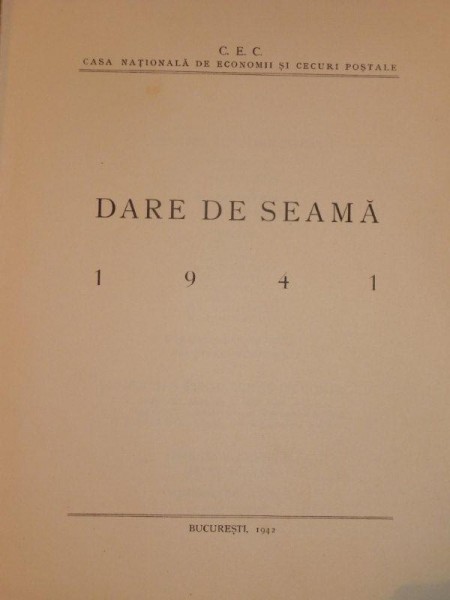 C. E. C.
CASA NAȚIONALĂ DE ECONOMII ȘI CECURI POȘTALE
DARE DE SEAMĂ
1 9 4 1
BUCUREȘTI, 1942